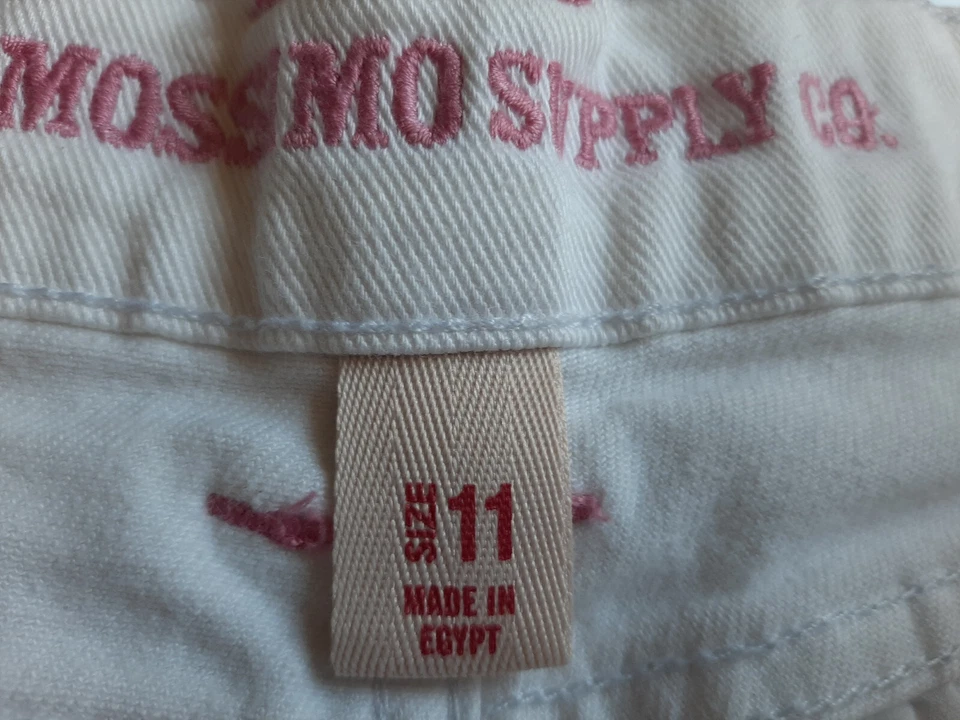 MOSSIMO SUPPLY CO.
SIZE 11
MADE IN
EGYPT